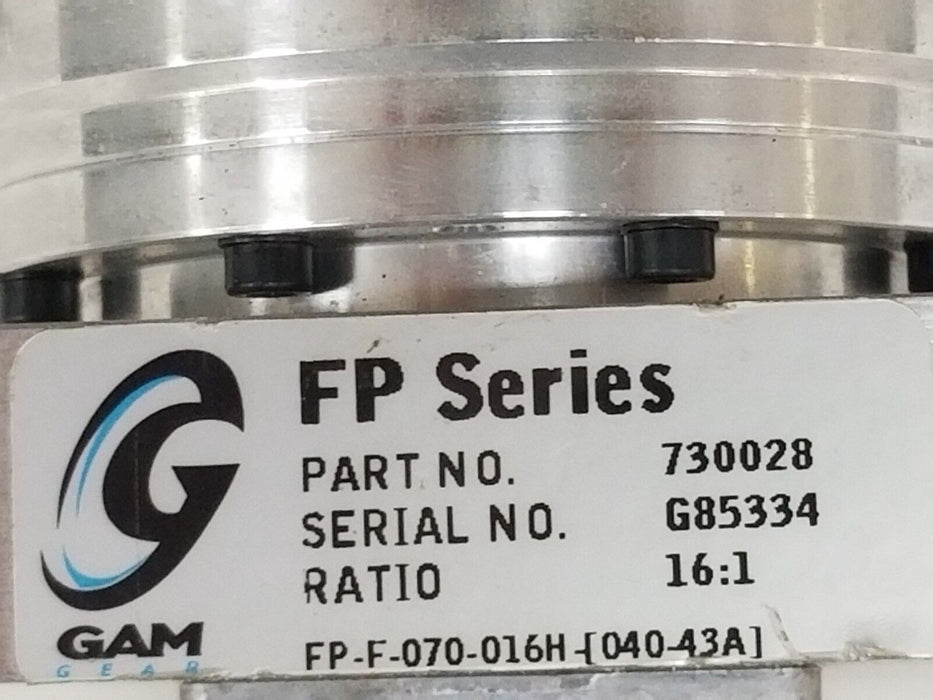 FP Series
PART NO. 730028
SERIAL NO. G85334
RATIO 16:1
FP-F-070-016H-[040-43A]
G
GAM
GEAR